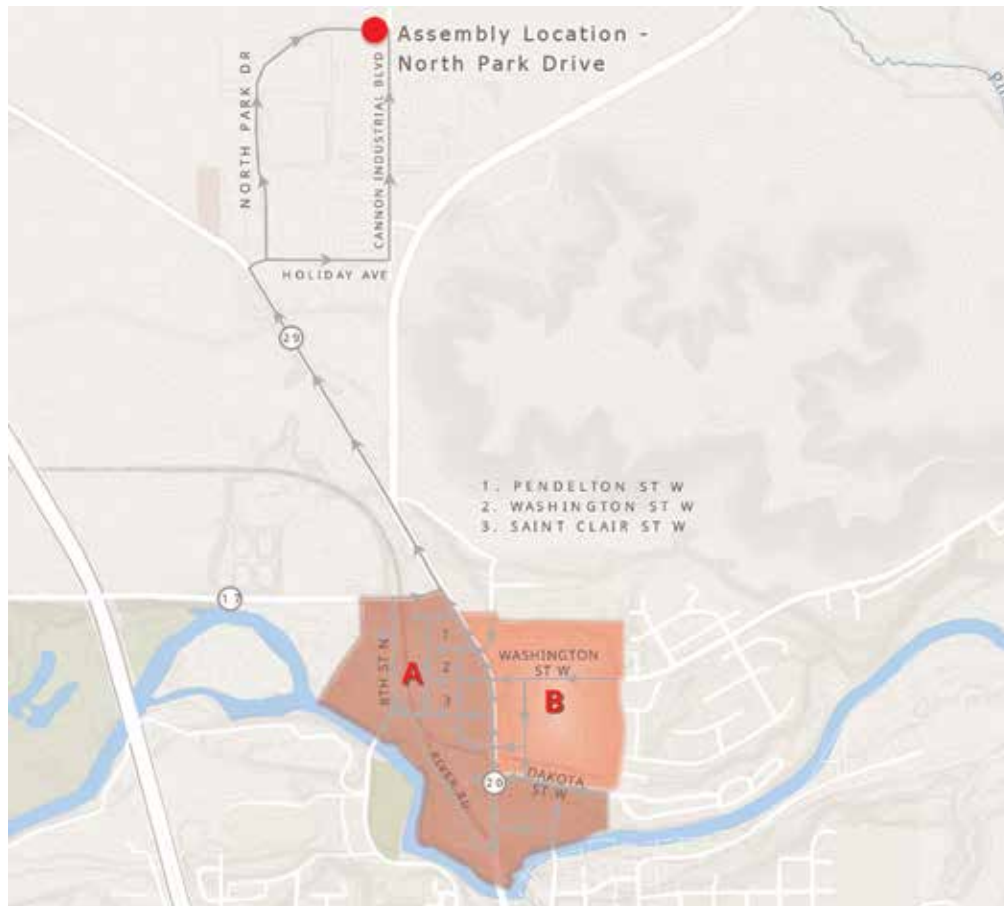 Assembly Location -
North Park Drive
NORTH PARK DR
CANNON INDUSTRIAL BLVD
HOLIDAY AVE
29
1. PENDELTON ST W
2. WASHINGTON ST W
3. SAINT CLAIR ST W
17
8TH ST N
A
1
2
3
WASHINGTON
ST W
B
RIVER RD
20
DAKOTA
ST W